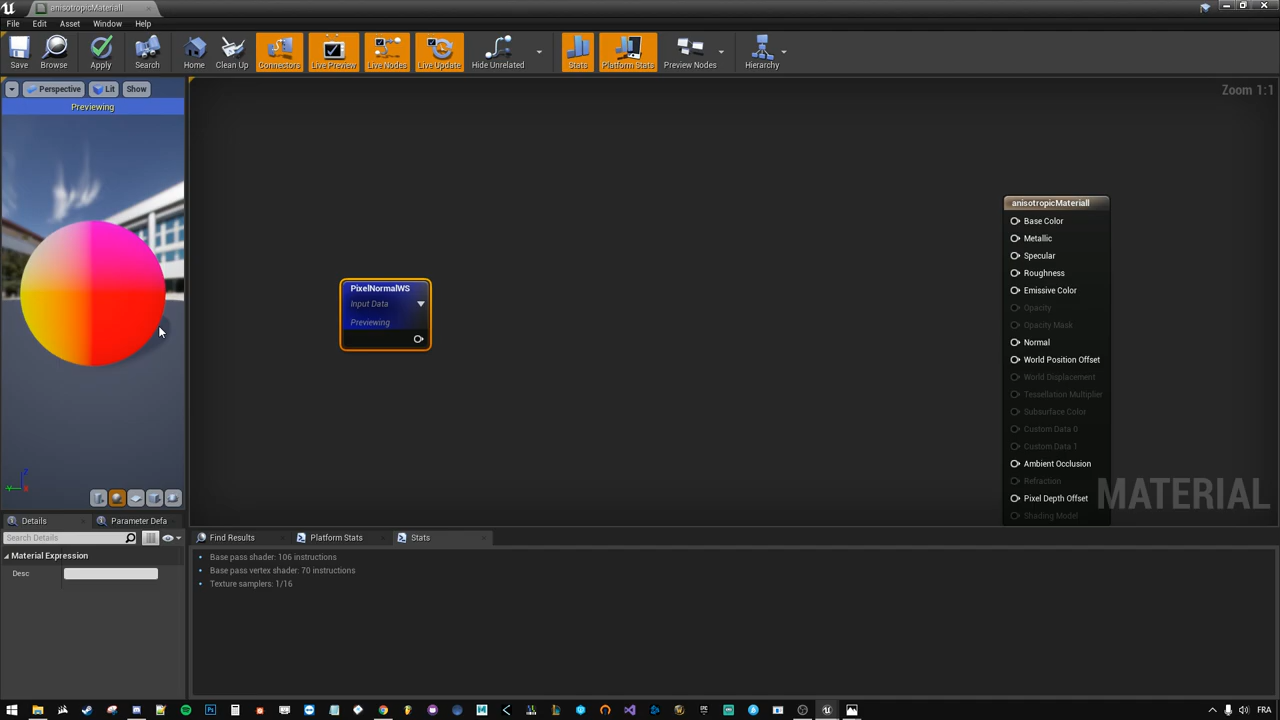 anisotropicMateriall
File Edit Asset Window Help
Save Browse Apply Search Home Clean Up Connectors Live Preview Live Nodes Live Update Hide Unrelated Stats Platform Stats Preview Nodes Hierarchy
Perspective Lit Show
Zoom 1:1
Previewing
anisotropicMateriall
Base Color
Metallic
Specular
Roughness
PixelNormalWS
Emissive Color
Input Data
Opacity
Previewing
Opacity Mask
Normal
World Position Offset
World Displacement
Tessellation Multiplier
Subsurface Color
Custom Data 0
Custom Data 1
Ambient Occlusion
Refraction
MATERIAL
Pixel Depth Offset
Shading Model
Details Parameter Defa
Search Details
Find Results Platform Stats Stats
Material Expression
Base pass shader: 106 instructions
Desc
Base pass vertex shader: 70 instructions
Texture samplers: 1/16
FRA